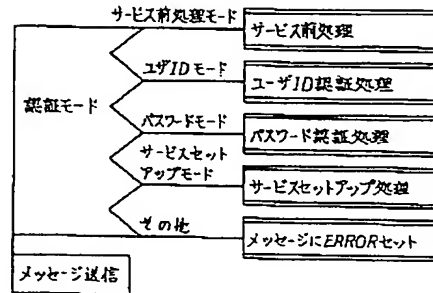 サービス前処理モード
サービス前処理
ユザIDモード
ユーザID認証処理
認証モード
パスワードモード
パスワード認証処理
サービスセット
アップモード
サービスセットアップ処理
その他
メッセージにERRORセット
メッセージ送信